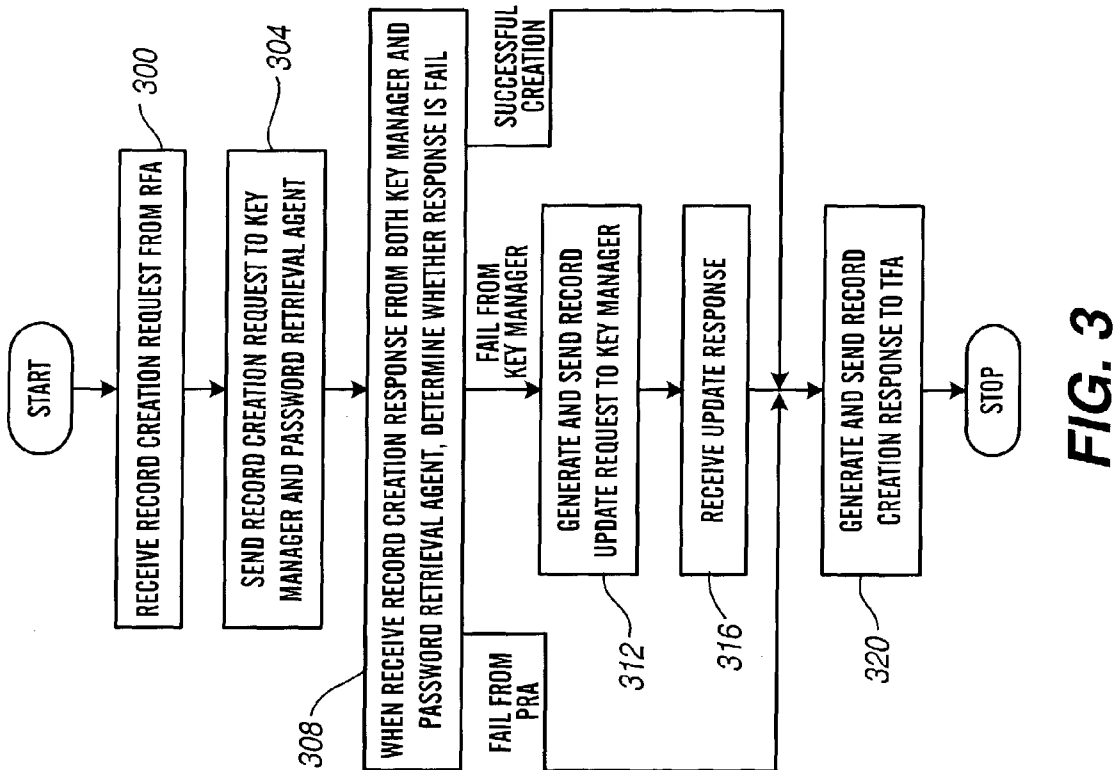 START
RECEIVE RECORD CREATION REQUEST FROM RFA
300
SEND RECORD CREATION REQUEST TO KEY
MANAGER AND PASSWORD RETRIEVAL AGENT
304
308
WHEN RECEIVE RECORD CREATION RESPONSE FROM BOTH KEY MANAGER AND
PASSWORD RETRIEVAL AGENT, DETERMINE WHETHER RESPONSE IS FAIL
FAIL FROM
PRA
FAIL FROM
KEY MANAGER
SUCCESSFUL
CREATION
GENERATE AND SEND RECORD
UPDATE REQUEST TO KEY MANAGER
312
RECEIVE UPDATE RESPONSE
316
GENERATE AND SEND RECORD
CREATION RESPONSE TO TFA
320
STOP
FIG. 3